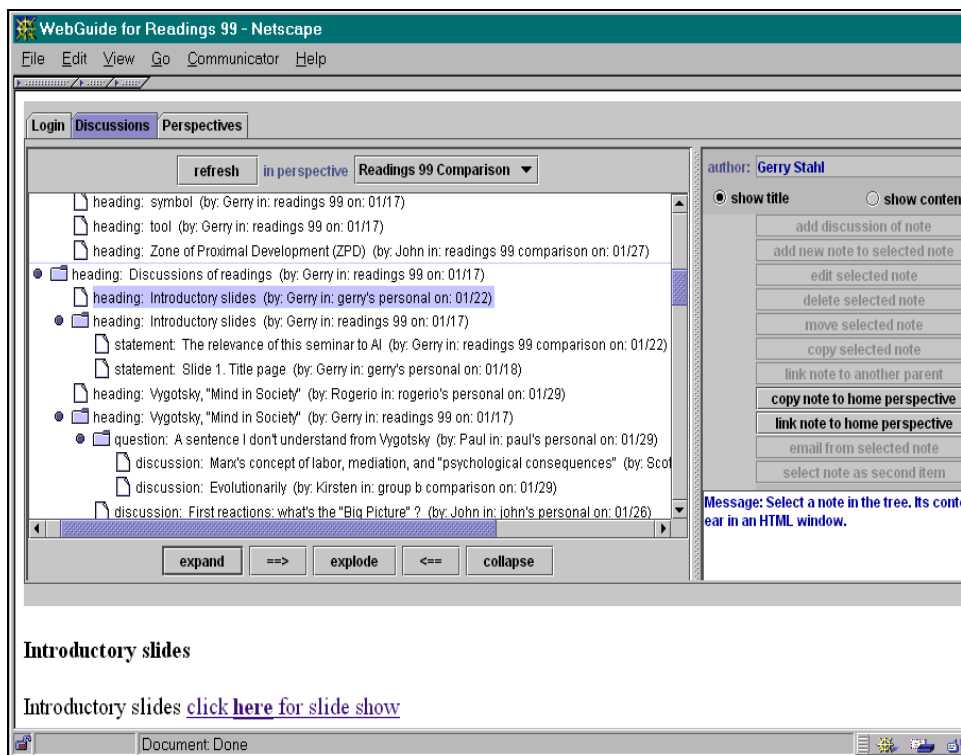 WebGuide for Readings 99 - Netscape
File Edit View Go Communicator Help
Login Discussions Perspectives
refresh in perspective Readings 99 Comparison
heading: symbol (by: Gerry in: readings 99 on: 01/17)
heading: tool (by: Gerry in: readings 99 on: 01/17)
heading: Zone of Proximal Development (ZPD) (by: John in: readings 99 comparison on: 01/27)
heading: Discussions of readings (by: Gerry in: readings 99 on: 01/17)
heading: Introductory slides (by: Gerry in: gerry's personal on: 01/22)
heading: Introductory slides (by: Gerry in: readings 99 on: 01/17)
statement: The relevance of this seminar to AI (by: Gerry in: readings 99 comparison on: 01/22)
statement: Slide 1. Title page (by: Gerry in: gerry's personal on: 01/18)
heading: Vygotsky, "Mind in Society" (by: Rogerio in: rogerio's personal on: 01/29)
heading: Vygotsky, "Mind in Society" (by: Gerry in: readings 99 on: 01/17)
question: A sentence I don't understand from Vygotsky (by: Paul in: paul's personal on: 01/29)
discussion: Marx's concept of labor, mediation, and "psychological consequences" (by: Scot
discussion: Evolutionarily (by: Kirsten in: group b comparison on: 01/29)
discussion: First reactions: what's the "Big Picture" ? (by: John in: john's personal on: 01/26)
expand ==> explode <== collapse
author: Gerry Stahl
show title show conten
add discussion of note
add new note to selected note
edit selected note
delete selected note
move selected note
copy selected note
link note to another parent
copy note to home perspective
link note to home perspective
email from selected note
select note as second item
Message: Select a note in the tree. Its conte
ear in an HTML window.
Introductory slides
Introductory slides click here for slide show
Document: Done